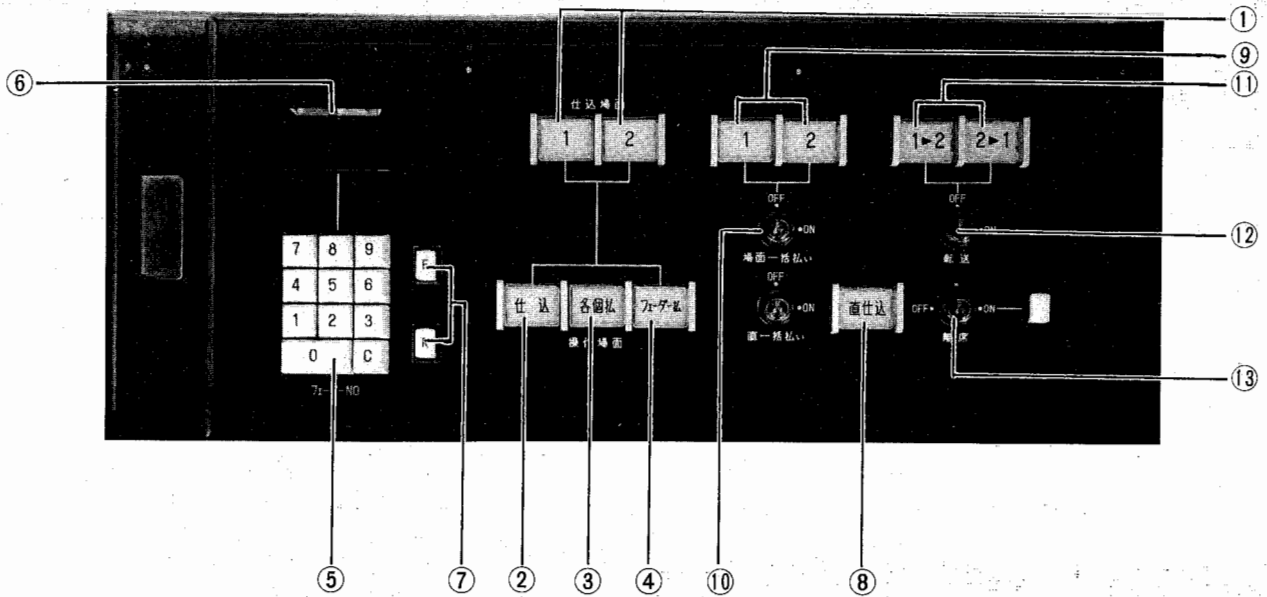 ①
⑨
⑥
⑪
仕込場面
1 2 1 2 1▶2 2▶1
OFF OFF
•ON •ON
⑫
場面一括払い 転送
7 8 9 F
4 5 6
1 2 3 K
0 C
仕込 各個払 フェーダー払
操作場面
OFF
•ON
直一括払い
直仕込
OFF• •ON
離席
⑬
⑤ ⑦ ② ③ ④ ⑩ ⑧